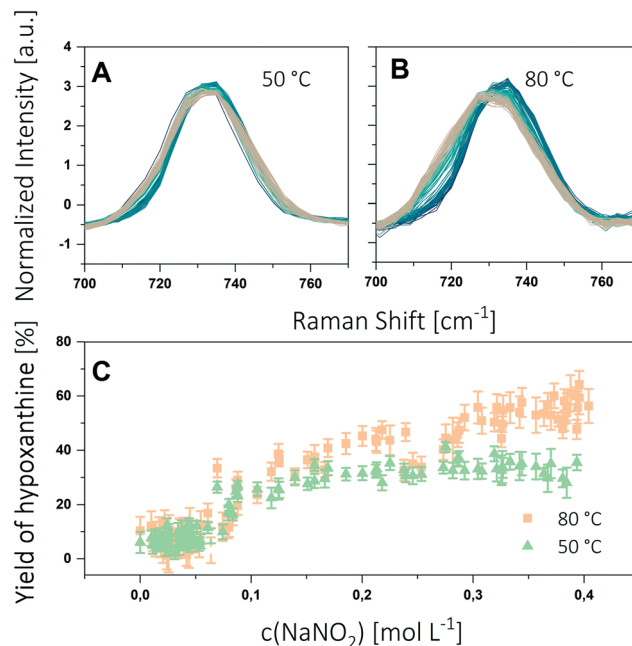 Normalized Intensity [a.u.]
4
3
2
1
0
-1
A
50 °C
700
720
740
760
B
80 °C
700
720
740
760
Raman Shift [cm⁻¹]
Yield of hypoxanthine [%]
80
60
40
20
0
C
80 °C
50 °C
0,0
0,1
0,2
0,3
0,4
c(NaNO₂) [mol L⁻¹]